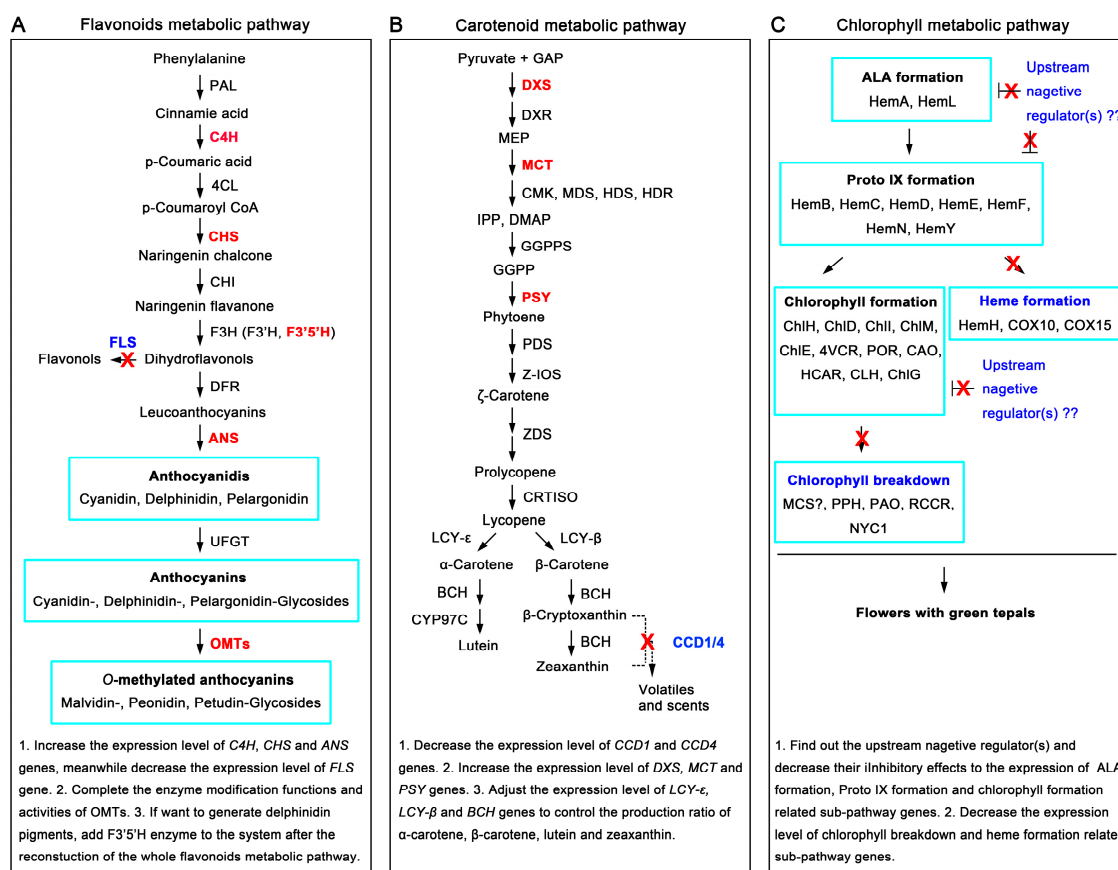 A Flavonoids metabolic pathway
Phenylalanine
PAL
Cinnamie acid
C4H
p-Coumaric acid
4CL
p-Coumaroyl CoA
CHS
Naringenin chalcone
CHI
Naringenin flavanone
F3H (F3'H, F3'5'H)
FLS
Flavonols X Dihydroflavonols
DFR
Leucoanthocyanins
ANS
Anthocyanidis
Cyanidin, Delphinidin, Pelargonidin
UFGT
Anthocyanins
Cyanidin-, Delphinidin-, Pelargonidin-Glycosides
OMTs
O-methylated anthocyanins
Malvidin-, Peonidin, Petudin-Glycosides
1. Increase the expression level of C4H, CHS and ANS
genes, meanwhile decrease the expression level of FLS
gene. 2. Complete the enzyme modification functions and
activities of OMTs. 3. If want to generate delphinidin
pigments, add F3'5'H enzyme to the system after the
reconstuction of the whole flavonoids metabolic pathway.
B Carotenoid metabolic pathway
Pyruvate + GAP
DXS
DXR
MEP
MCT
CMK, MDS, HDS, HDR
IPP, DMAP
GGPPS
GGPP
PSY
Phytoene
PDS
Z-IOS
ζ-Carotene
ZDS
Prolycopene
CRTISO
Lycopene
LCY-ε LCY-β
α-Carotene β-Carotene
BCH BCH
CYP97C β-Cryptoxanthin
Lutein BCH X CCD1/4
Zeaxanthin
Volatiles
and scents
1. Decrease the expression level of CCD1 and CCD4
genes. 2. Increase the expression level of DXS, MCT and
PSY genes. 3. Adjust the expression level of LCY-ε,
LCY-β and BCH genes to control the production ratio of
α-carotene, β-carotene, lutein and zeaxanthin.
C Chlorophyll metabolic pathway
ALA formation
HemA, HemL
X
Upstream
nagetive
regulator(s) ??
X
Proto IX formation
HemB, HemC, HemD, HemE, HemF,
HemN, HemY
X
Chlorophyll formation
ChlH, ChlD, ChlI, ChlM,
ChlE, 4VCR, POR, CAO,
HCAR, CLH, ChlG
Heme formation
HemH, COX10, COX15
X
Upstream
nagetive
regulator(s) ??
X
Chlorophyll breakdown
MCS?, PPH, PAO, RCCR,
NYC1
Flowers with green tepals
1. Find out the upstream nagetive regulator(s) and
decrease their iInhibitory effects to the expression of ALA
formation, Proto IX formation and chlorophyll formation
related sub-pathway genes. 2. Decrease the expression
level of chlorophyll breakdown and heme formation relate
sub-pathway genes.